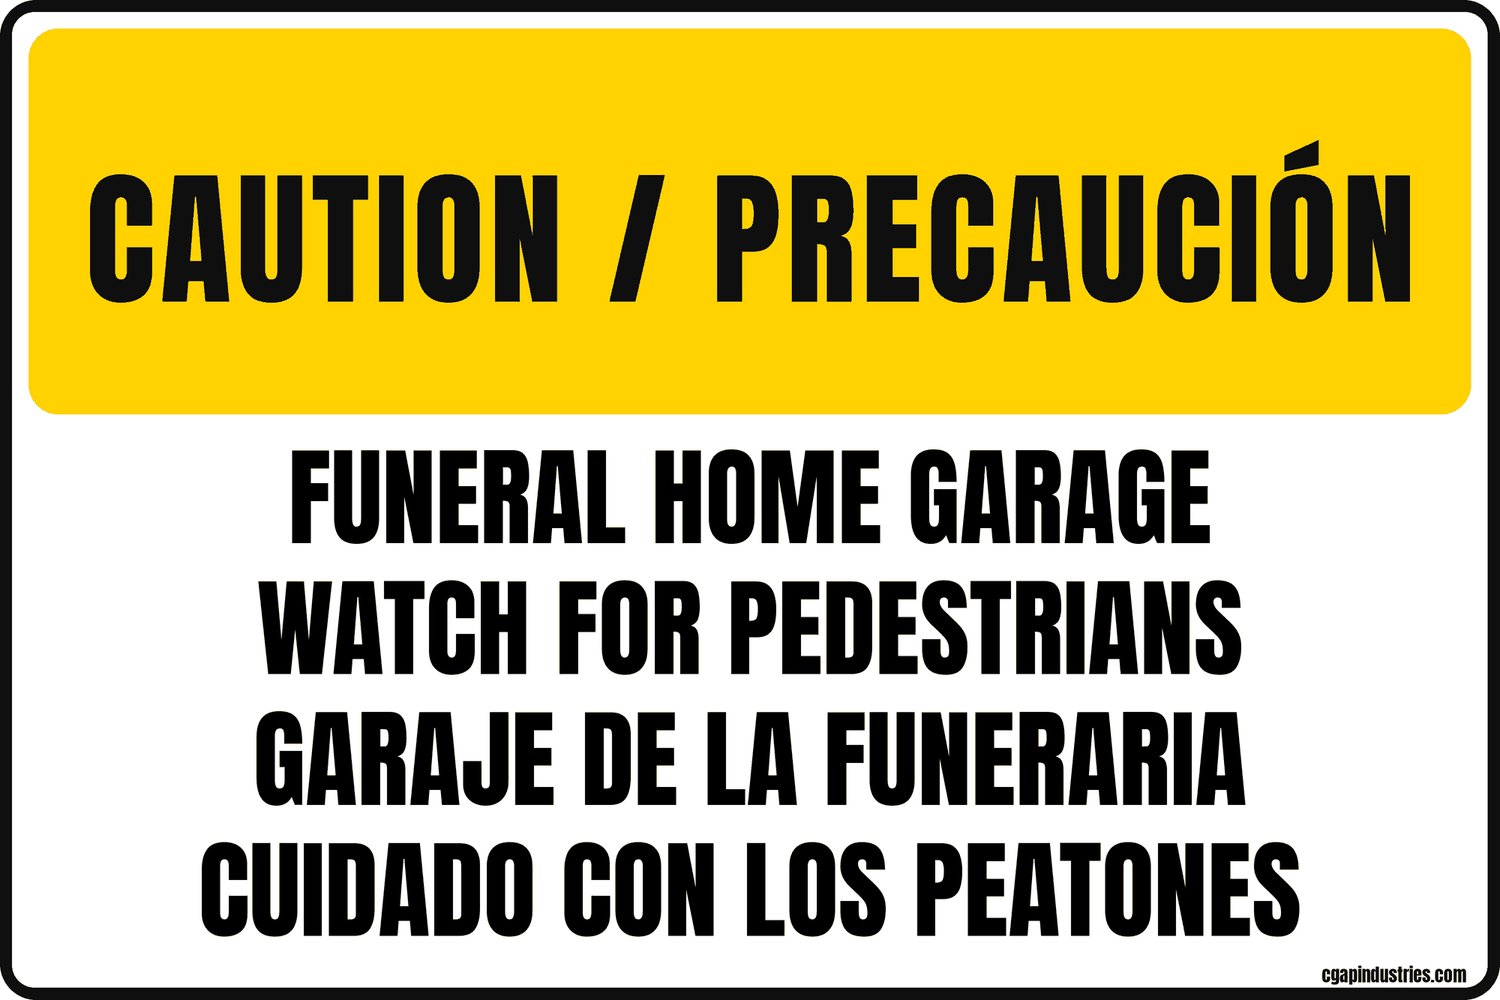 CAUTION / PRECAUCIÓN
FUNERAL HOME GARAGE
WATCH FOR PEDESTRIANS
GARAJE DE LA FUNERARIA
CUIDADO CON LOS PEATONES
cgapindustries.com